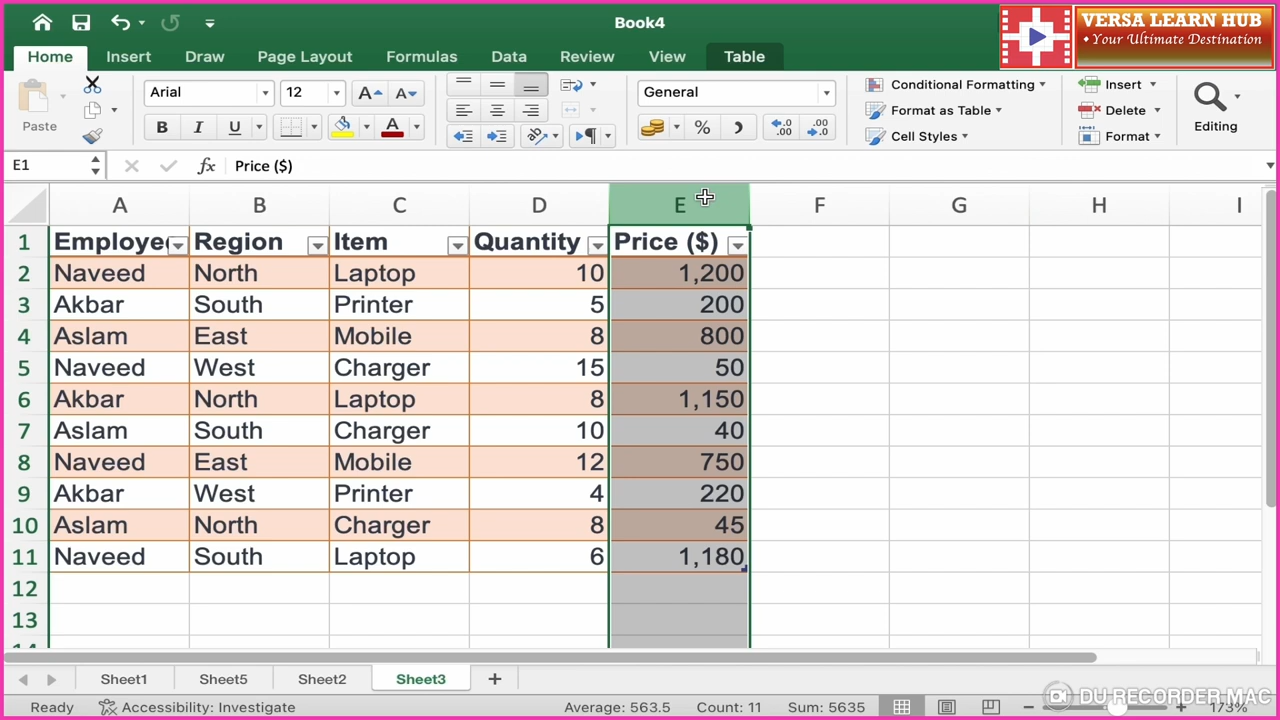 Book4
VERSA LEARN HUB
• Your Ultimate Destination
Home Insert Draw Page Layout Formulas Data Review View Table
Paste
Arial 12 A A
B I U A
General
%
.00
.00
Conditional Formatting
Format as Table
Cell Styles
Insert
Delete
Format
Editing
E1 fx Price ($)
A B C D E F G H I
1 Employee Region Item Quantity Price ($)
2 Naveed North Laptop 10 1,200
3 Akbar South Printer 5 200
4 Aslam East Mobile 8 800
5 Naveed West Charger 15 50
6 Akbar North Laptop 8 1,150
7 Aslam South Charger 10 40
8 Naveed East Mobile 12 750
9 Akbar West Printer 4 220
10 Aslam North Charger 8 45
11 Naveed South Laptop 6 1,180
12
13
14
Sheet1 Sheet5 Sheet2 Sheet3 +
Ready Accessibility: Investigate Average: 563.5 Count: 11 Sum: 5635 173%
DU RECORDER MAC